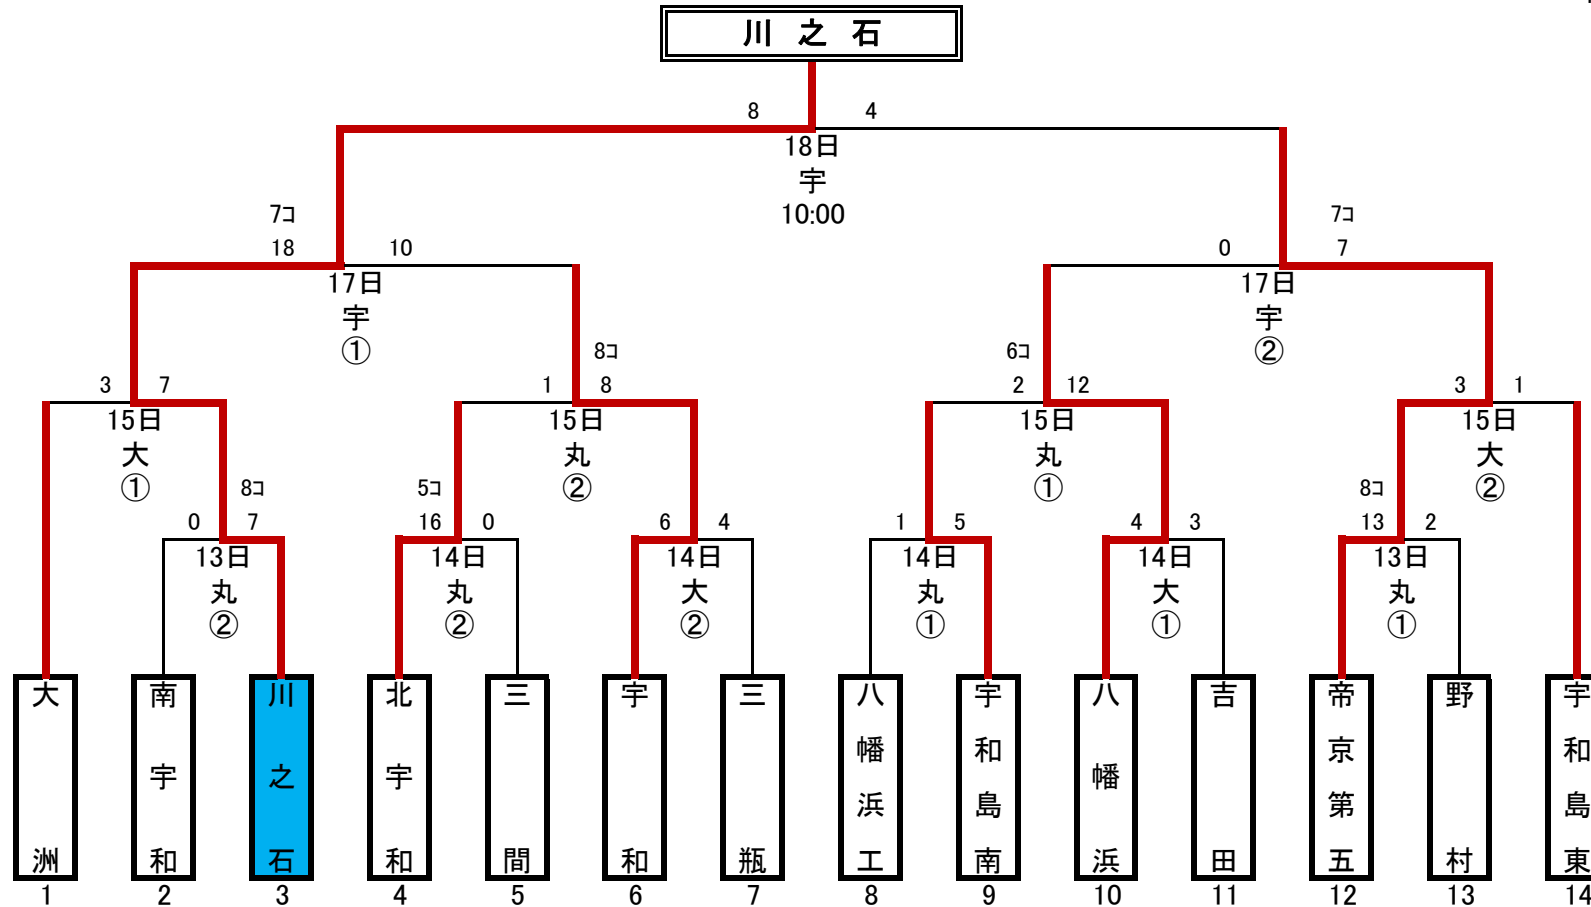 川之石
8 4
18日
宇
10:00
7コ 7コ
18 10 0 7
17日 17日
宇 宇
① ②
8コ 6コ
3 7 1 8 2 12 3 1
15日 15日 15日 15日
大 丸 丸 大
① ② ① ②
8コ 5コ 8コ
0 7 16 0 6 4 1 5 4 3 13 2
13日 14日 14日 14日 14日 13日
丸 丸 大 丸 大 丸
② ② ② ① ① ①
大洲
南宇和
川之石
北宇和
三間
宇和
三瓶
八幡浜工
宇和島南
八幡浜
吉田
帝京第五
野村
宇和島東
1 2 3 4 5 6 7 8 9 10 11 12 13 14